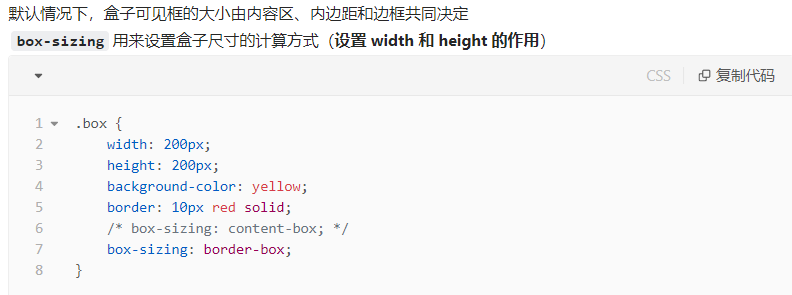 默认情况下，盒子可见框的大小由内容区、内边距和边框共同决定
box-sizing 用来设置盒子尺寸的计算方式（设置 width 和 height 的作用）
CSS 复制代码
1 .box {
2 width: 200px;
3 height: 200px;
4 background-color: yellow;
5 border: 10px red solid;
6 /* box-sizing: content-box; */
7 box-sizing: border-box;
8 }